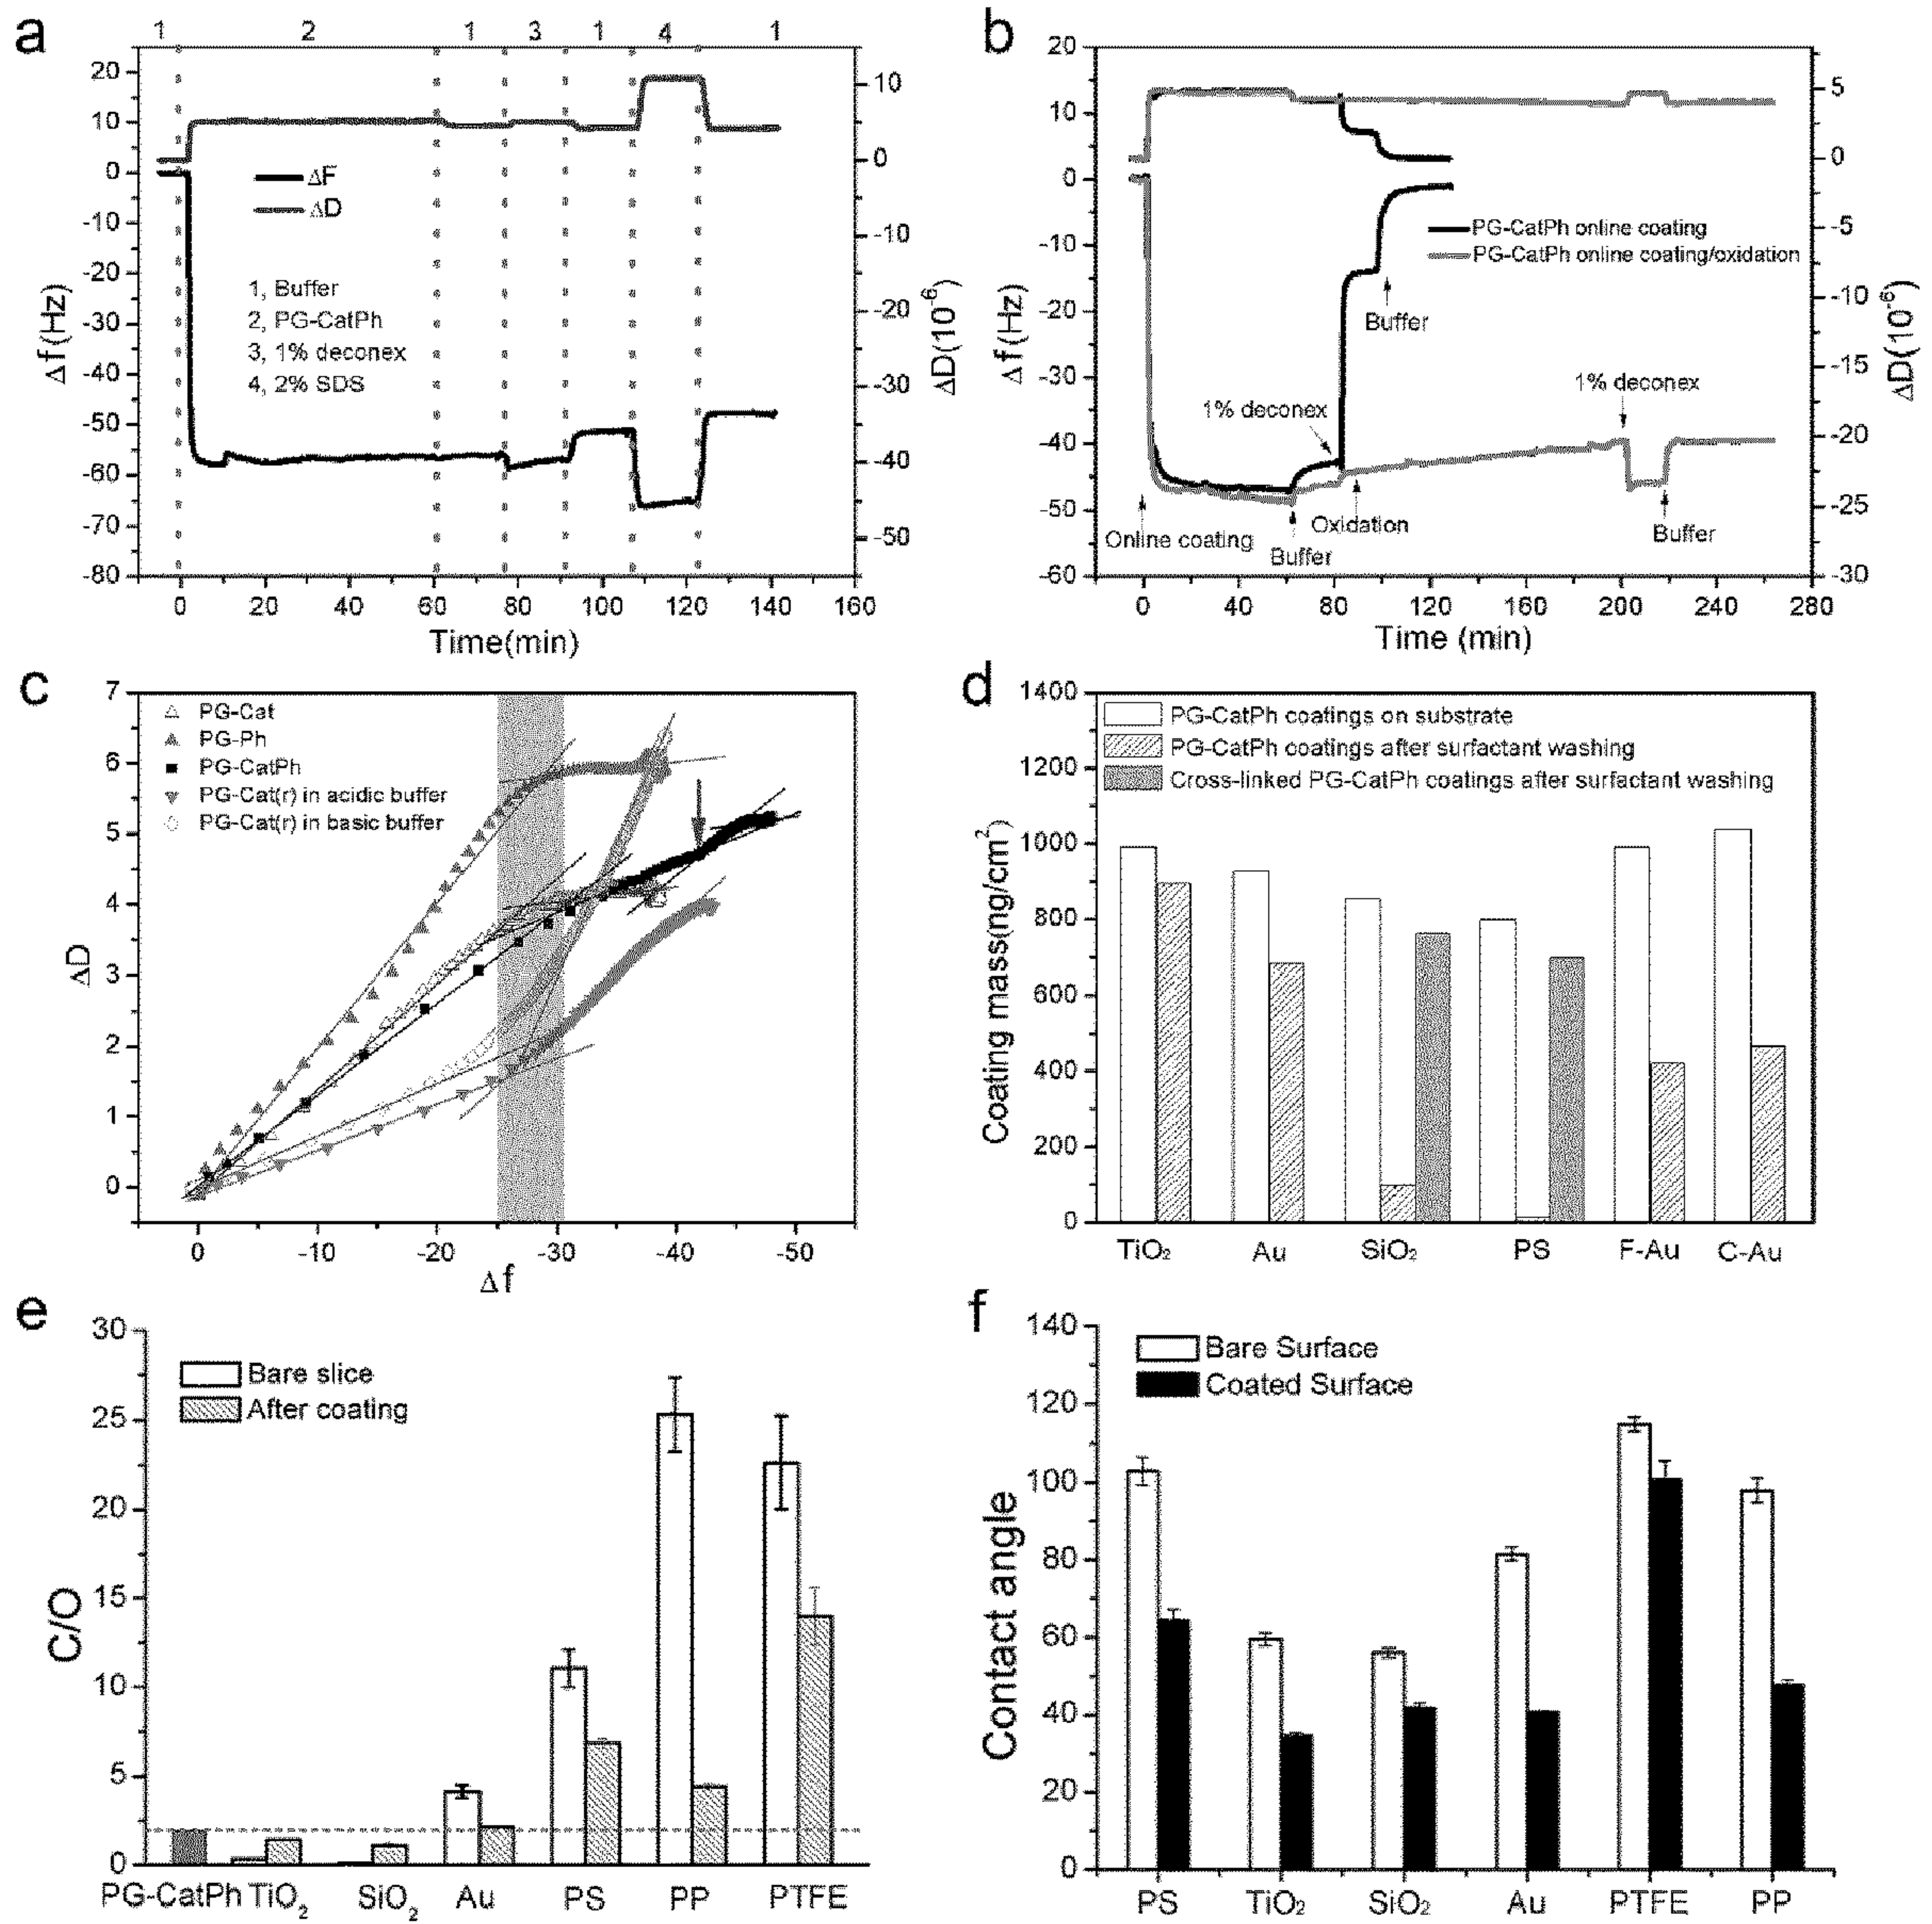 a
1 2 1 3 1 4 1
20
10
0
-10
-20
-30
-40
-50
-60
-70
-80
Δf(Hz)
ΔF
ΔD
1, Buffer
2, PG-CatPh
3, 1% deconex
4, 2% SDS
10
0
-10
-20
-30
-40
-50
ΔD(10⁻⁶)
0 20 40 60 80 100 120 140 160
Time(min)
b
20
10
0
-10
-20
-30
-40
-50
-60
Δf(Hz)
PG-CatPh online coating
PG-CatPh online coating/oxidation
Buffer
1% deconex
1% deconex
Online coating
Buffer
Oxidation
Buffer
5
0
-5
-10
-15
-20
-25
-30
ΔD(10⁻⁶)
0 40 80 120 160 200 240 280
Time (min)
c
7
6
5
4
3
2
1
0
ΔD
PG-Cat
PG-Ph
PG-CatPh
PG-Cat(r) in acidic buffer
PG-Cat(r) in basic buffer
0 -10 -20 -30 -40 -50
Δf
d
1400
1200
1000
800
600
400
200
0
Coating mass(ng/cm²)
PG-CatPh coatings on substrate
PG-CatPh coatings after surfactant washing
Cross-linked PG-CatPh coatings after surfactant washing
TiO₂ Au SiO₂ PS F-Au C-Au
e
30
25
20
15
10
5
0
C/O
Bare slice
After coating
PG-CatPh TiO₂ SiO₂ Au PS PP PTFE
f
140
120
100
80
60
40
20
0
Contact angle
Bare Surface
Coated Surface
PS TiO₂ SiO₂ Au PTFE PP